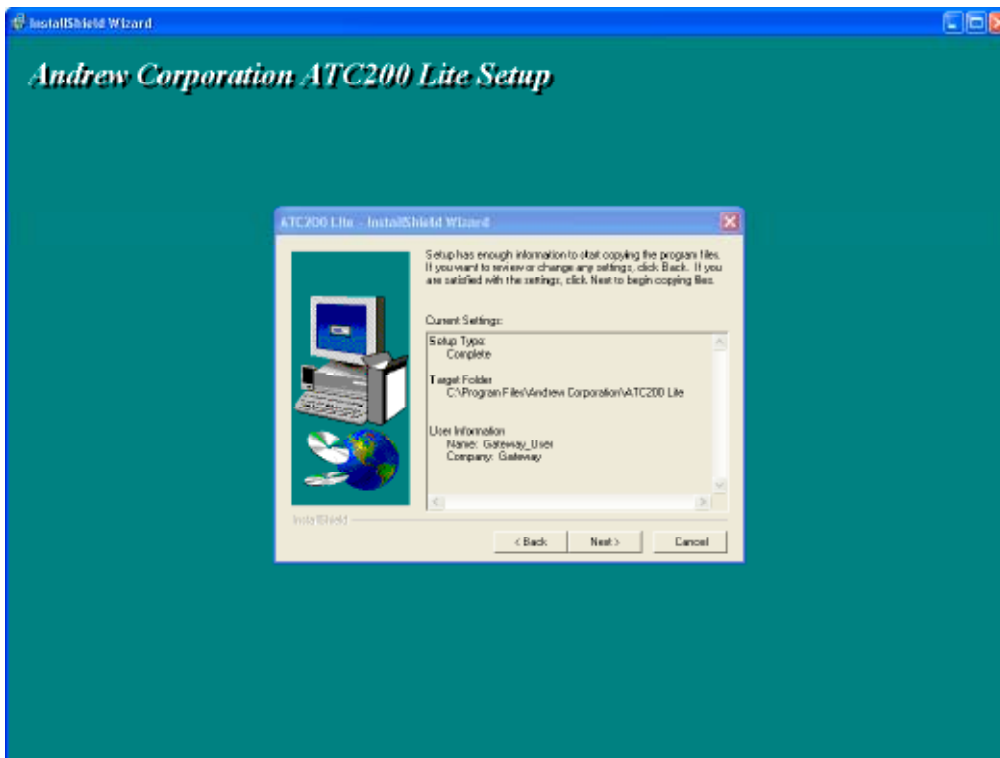 InstallShield Wizard
Andrew Corporation ATC200 Lite Setup
ATC200 Lite - InstallShield Wizard
Setup has enough information to start copying the program files.
If you want to review or change any settings, click Back. If you
are satisfied with the settings, click Next to begin copying files.
Current Settings:
Setup Type:
Complete
Target Folder
C:\Program Files\Andrew Corporation\ATC200 Lite
User Information
Name: Gateway_User
Company: Gateway
InstallShield
< Back
Next >
Cancel